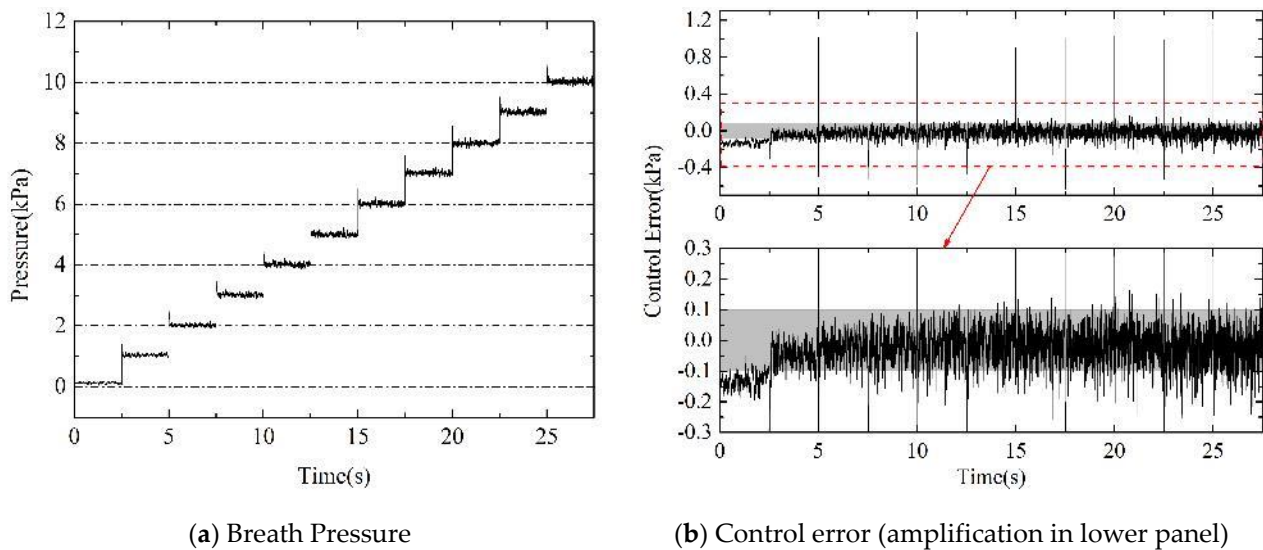 12
10
8
6
4
2
0
Pressure(kPa)
0 5 10 15 20 25
Time(s)
(a) Breath Pressure
1.2
0.8
0.4
0.0
-0.4
0 5 10 15 20 25
Control Error(kPa)
0.3
0.2
0.1
0.0
-0.1
-0.2
-0.3
0 5 10 15 20 25
Time(s)
(b) Control error (amplification in lower panel)